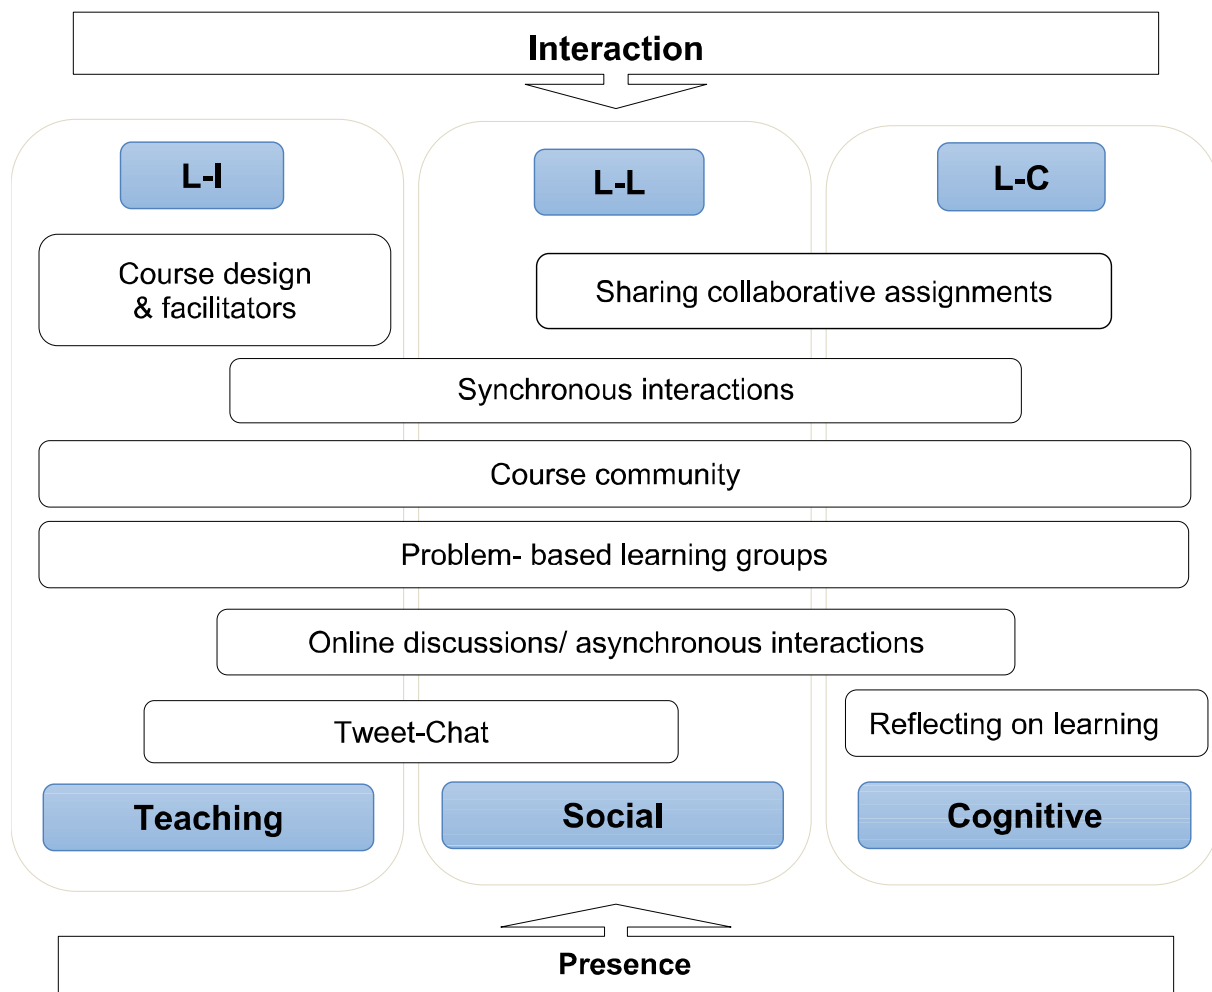 Interaction
L-I
L-L
L-C
Course design
& facilitators
Sharing collaborative assignments
Synchronous interactions
Course community
Problem- based learning groups
Online discussions/ asynchronous interactions
Tweet-Chat
Reflecting on learning
Teaching
Social
Cognitive
Presence